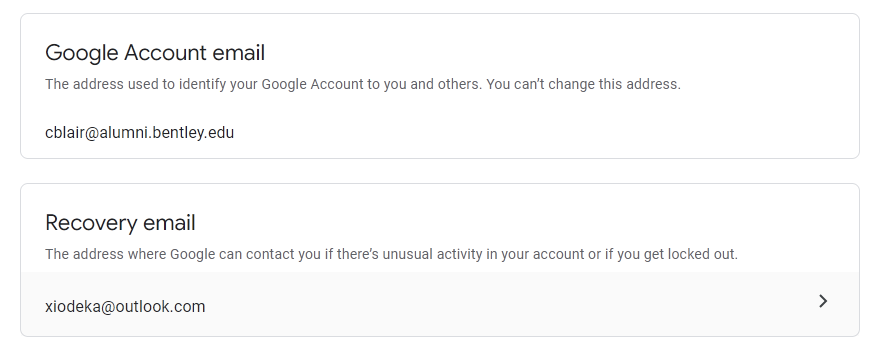 Google Account email
The address used to identify your Google Account to you and others. You can’t change this address.
cblair@alumni.bentley.edu
Recovery email
The address where Google can contact you if there’s unusual activity in your account or if you get locked out.
xiodeka@outlook.com